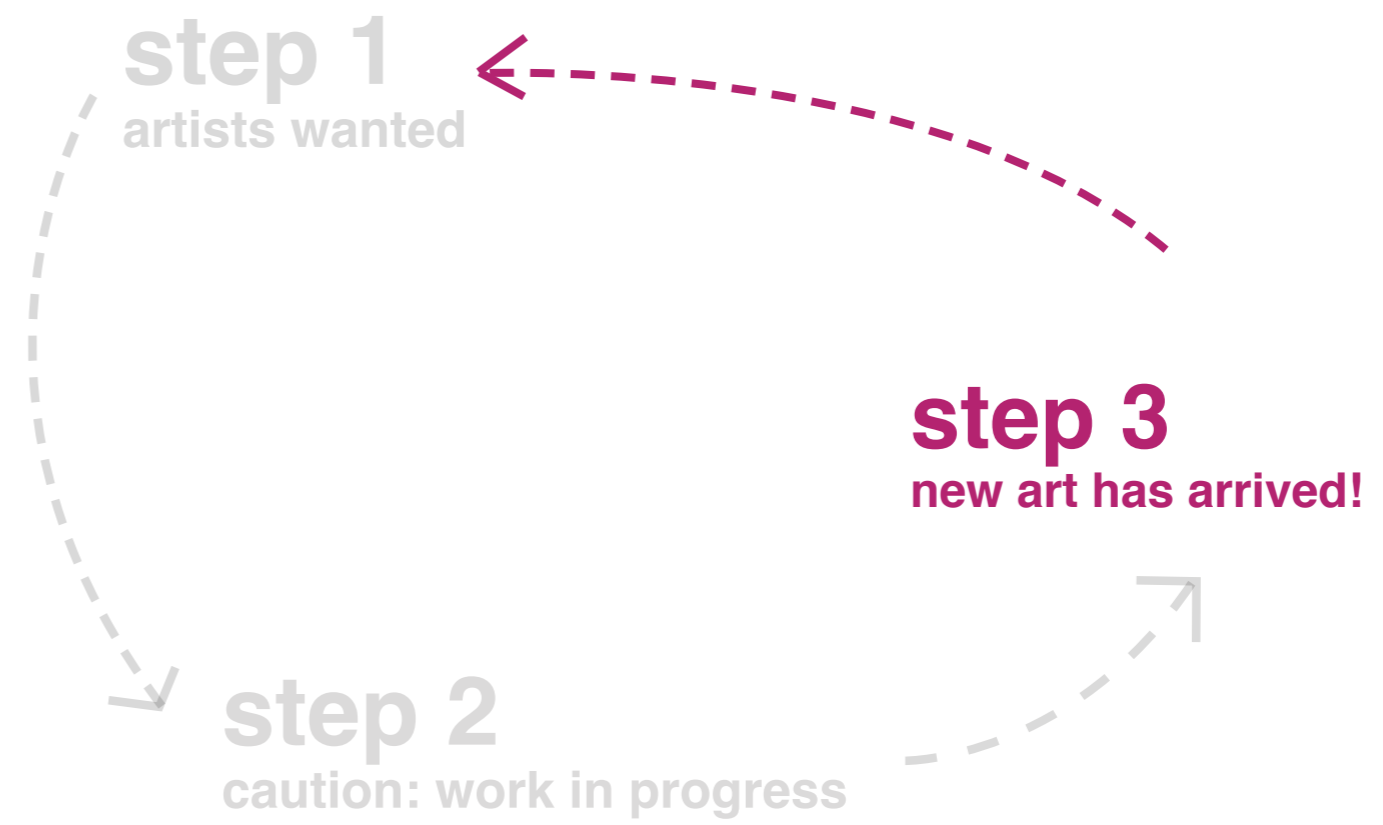 step 1
artists wanted
step 3
new art has arrived!
step 2
caution: work in progress